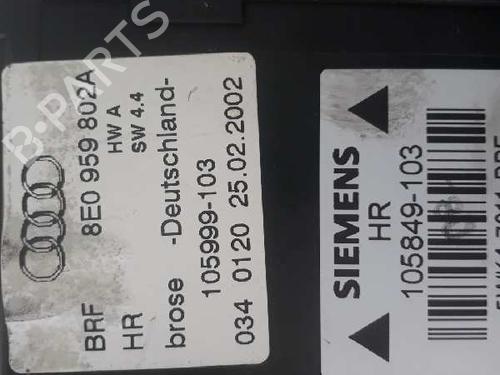 BRF 8E0 959 802A
HR HW A
SW 4.4
brose -Deutschland-
105999-103
034 0120 25.02.2002
SIEMENS
HR
105849-103
B-PARTS